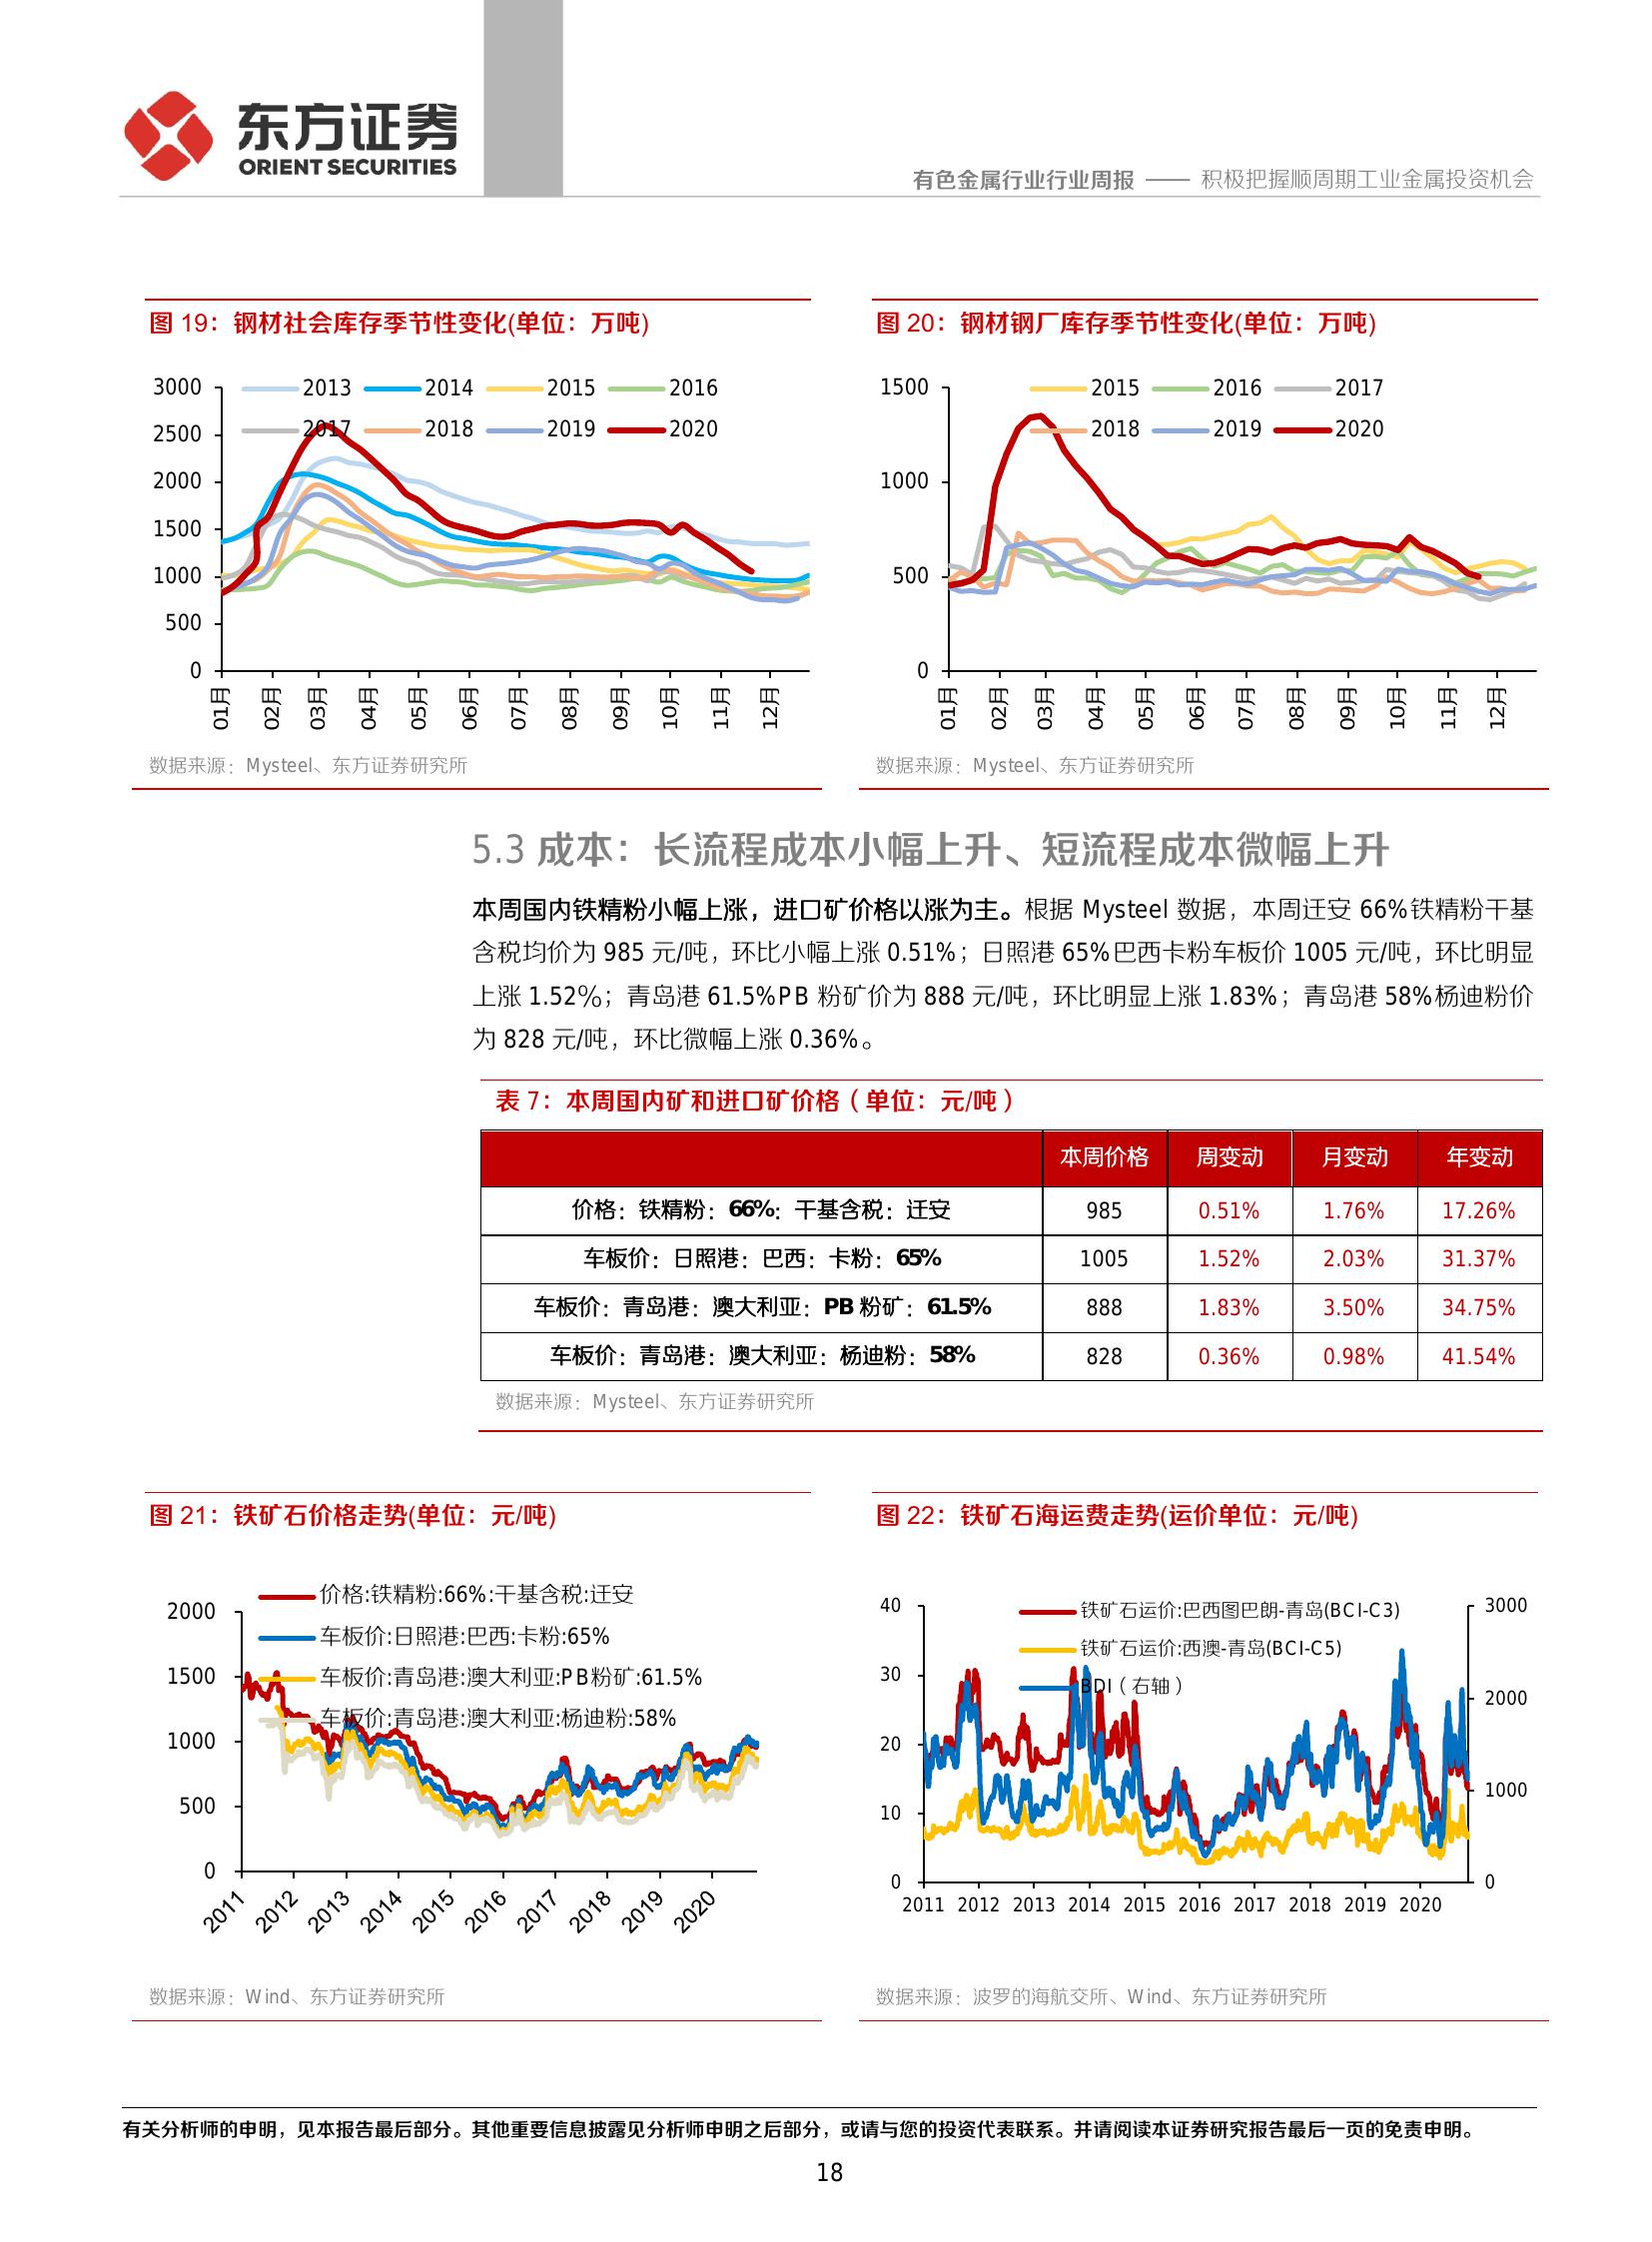 东方证券
ORIENT SECURITIES
有色金属行业行业周报 —— 积极把握顺周期工业金属投资机会
图 19：钢材社会库存季节性变化(单位：万吨)
3000
2500
2000
1500
1000
500
0
2013 2014 2015 2016
2017 2018 2019 2020
01月 02月 03月 04月 05月 06月 07月 08月 09月 10月 11月 12月
数据来源：Mysteel、东方证券研究所
图 20：钢材钢厂库存季节性变化(单位：万吨)
1500
1000
500
0
2015 2016 2017
2018 2019 2020
01月 02月 03月 04月 05月 06月 07月 08月 09月 10月 11月 12月
数据来源：Mysteel、东方证券研究所
5.3 成本：长流程成本小幅上升、短流程成本微幅上升
本周国内铁精粉小幅上涨，进口矿价格以涨为主。根据 Mysteel 数据，本周迁安 66%铁精粉干基
含税均价为 985 元/吨，环比小幅上涨 0.51%；日照港 65%巴西卡粉车板价 1005 元/吨，环比明显
上涨 1.52%；青岛港 61.5%PB 粉矿价为 888 元/吨，环比明显上涨 1.83%；青岛港 58%杨迪粉价
为 828 元/吨，环比微幅上涨 0.36%。
表 7：本周国内矿和进口矿价格（单位：元/吨）
本周价格 周变动 月变动 年变动
价格：铁精粉：66%：干基含税：迁安 985 0.51% 1.76% 17.26%
车板价：日照港：巴西：卡粉：65% 1005 1.52% 2.03% 31.37%
车板价：青岛港：澳大利亚：PB 粉矿：61.5% 888 1.83% 3.50% 34.75%
车板价：青岛港：澳大利亚：杨迪粉：58% 828 0.36% 0.98% 41.54%
数据来源：Mysteel、东方证券研究所
图 21：铁矿石价格走势(单位：元/吨)
2000
1500
1000
500
0
价格:铁精粉:66%:干基含税:迁安
车板价:日照港:巴西:卡粉:65%
车板价:青岛港:澳大利亚:PB粉矿:61.5%
车板价:青岛港:澳大利亚:杨迪粉:58%
2011 2012 2013 2014 2015 2016 2017 2018 2019 2020
数据来源：Wind、东方证券研究所
图 22：铁矿石海运费走势(运价单位：元/吨)
40
30
20
10
0
铁矿石运价:巴西图巴朗-青岛(BCI-C3)
铁矿石运价:西澳-青岛(BCI-C5)
BDI（右轴）
3000
2000
1000
0
2011 2012 2013 2014 2015 2016 2017 2018 2019 2020
数据来源：波罗的海航交所、Wind、东方证券研究所
有关分析师的申明，见本报告最后部分。其他重要信息披露见分析师申明之后部分，或请与您的投资代表联系。并请阅读本证券研究报告最后一页的免责申明。
18